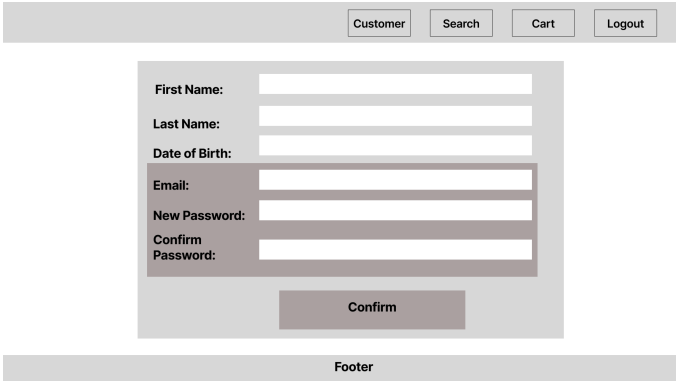 Customer Search Cart Logout
First Name:
Last Name:
Date of Birth:
Email:
New Password:
Confirm
Password:
Confirm
Footer